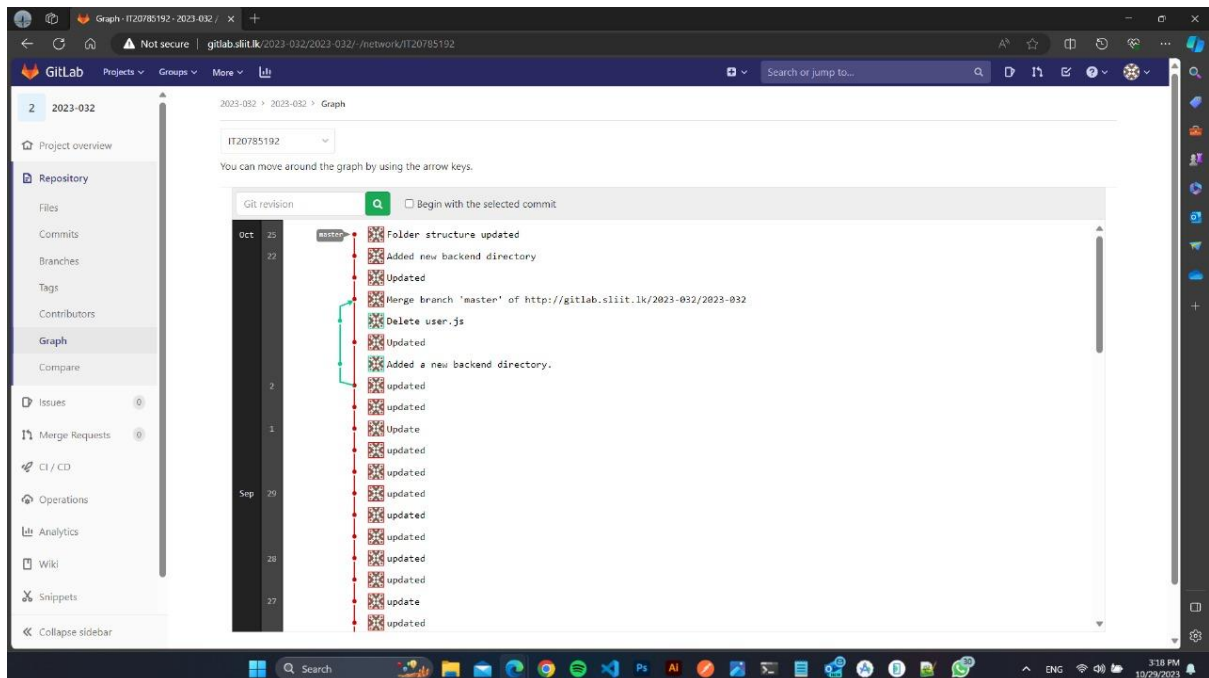 Graph · IT20785192 · 2023-032 /
Not secure | gitlab.sliit.lk/2023-032/2023-032/-/network/IT20785192
GitLab Projects Groups More Search or jump to...
2 2023-032
2023-032 > 2023-032 > Graph
IT20785192
Project overview
You can move around the graph by using the arrow keys.
Repository
Git revision Begin with the selected commit
Files
Commits
Branches
Tags
Contributors
Graph
Compare
Issues 0
Merge Requests 0
CI / CD
Operations
Analytics
Wiki
Snippets
Collapse sidebar
Oct 25 master Folder structure updated
22 Added new backend directory
Updated
Merge branch 'master' of http://gitlab.sliit.lk/2023-032/2023-032
Delete user.js
Updated
Added a new backend directory.
2 updated
updated
1 Update
updated
updated
Sep 29 updated
updated
updated
28 updated
updated
27 update
updated
Search
Ps
Ai
ENG
3:18 PM
10/29/2023